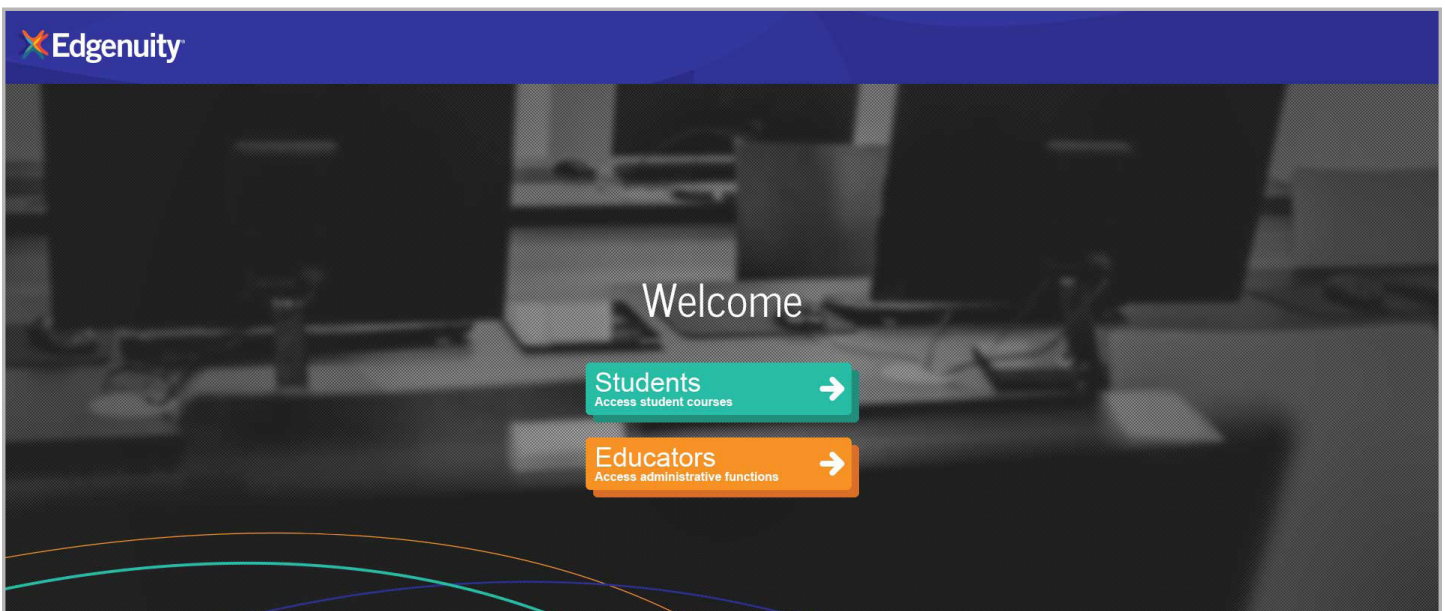 Edgenuity
Welcome
Students
Access student courses
Educators
Access administrative functions